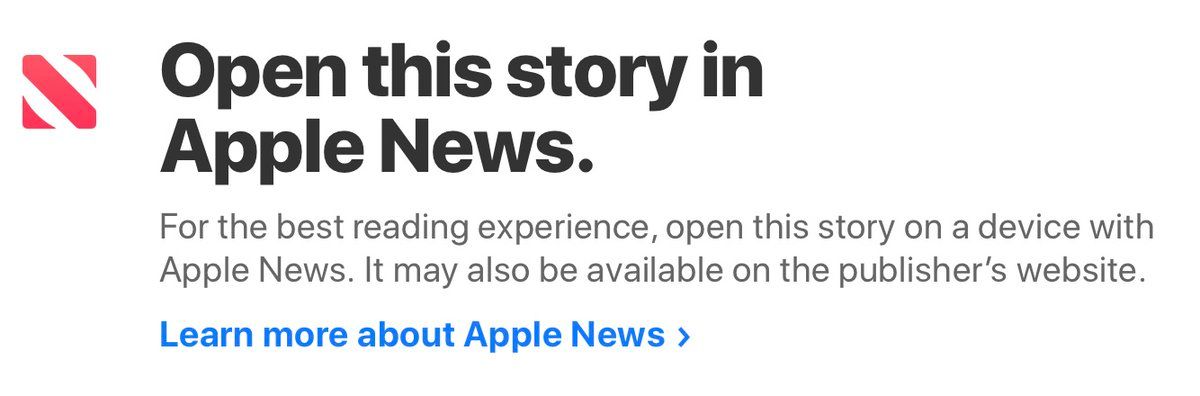 Open this story in
Apple News.
For the best reading experience, open this story on a device with
Apple News. It may also be available on the publisher’s website.
Learn more about Apple News ›